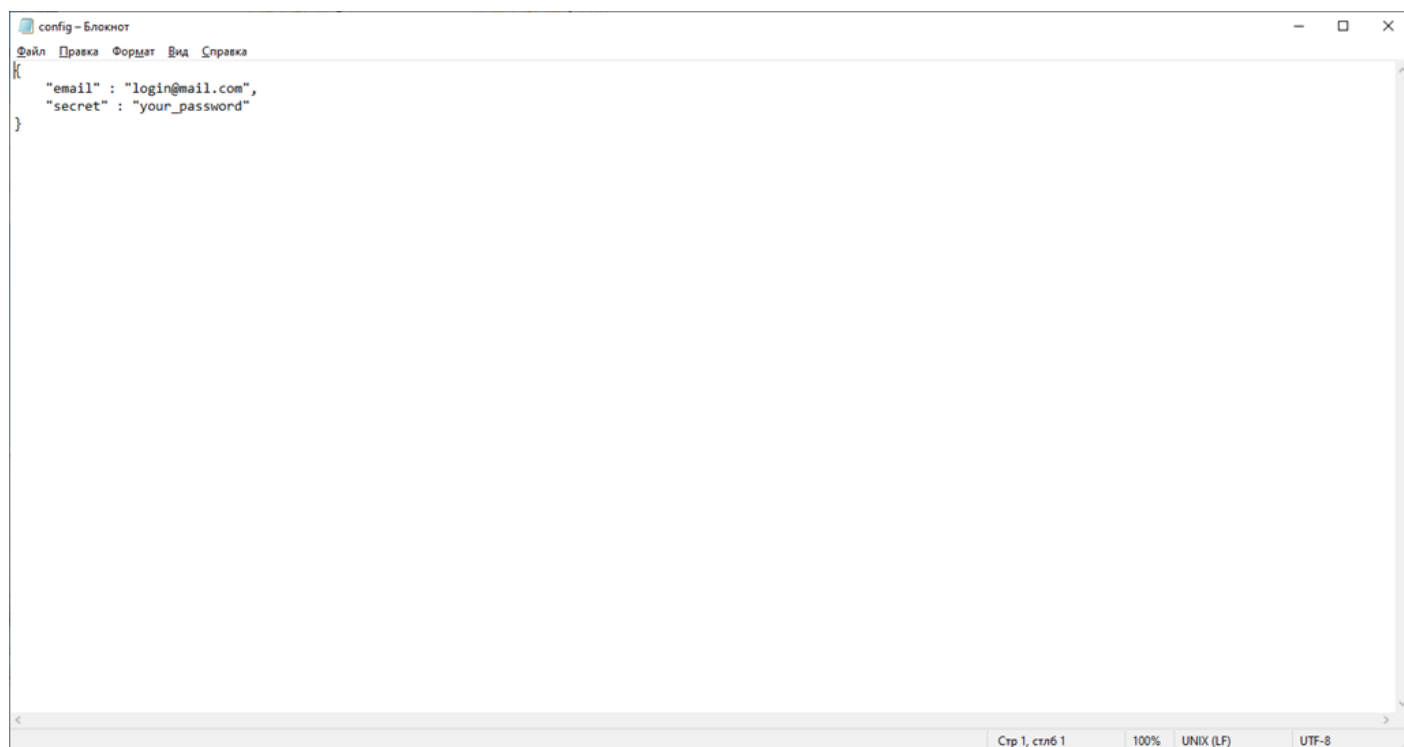 config – Блокнот
Файл Правка Формат Вид Справка
{
    "email" : "login@mail.com",
    "secret" : "your_password"
}
Стр 1, стлб 1 100% UNIX (LF) UTF-8